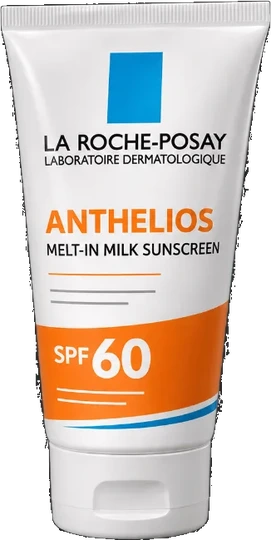 LA ROCHE-POSAY
LABORATOIRE DERMATOLOGIQUE
ANTHELIOS
MELT-IN MILK SUNSCREEN
SPF 60